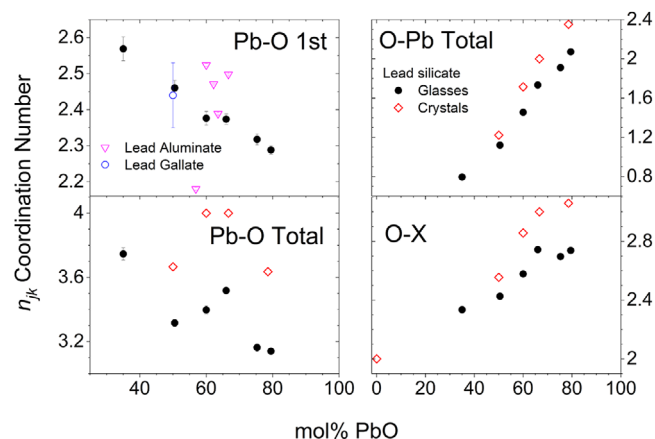 Pb-O 1st
O-Pb Total
Lead silicate
Glasses
Crystals
Lead Aluminate
Lead Gallate
Pb-O Total
O-X
2.6
2.5
2.4
2.3
2.2
4
3.6
3.2
2.4
2
1.6
1.2
0.8
2.8
2.4
2
40
60
80
100
0
20
40
60
80
100
n_jk Coordination Number
mol% PbO